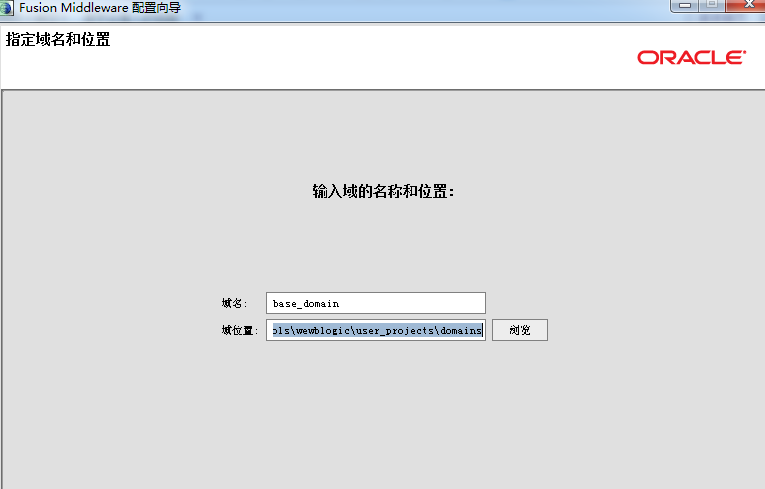 Fusion Middleware 配置向导
指定域名和位置
ORACLE
输入域的名称和位置:
域名: base_domain
域位置: ols\wewblogic\user_projects\domains 浏览